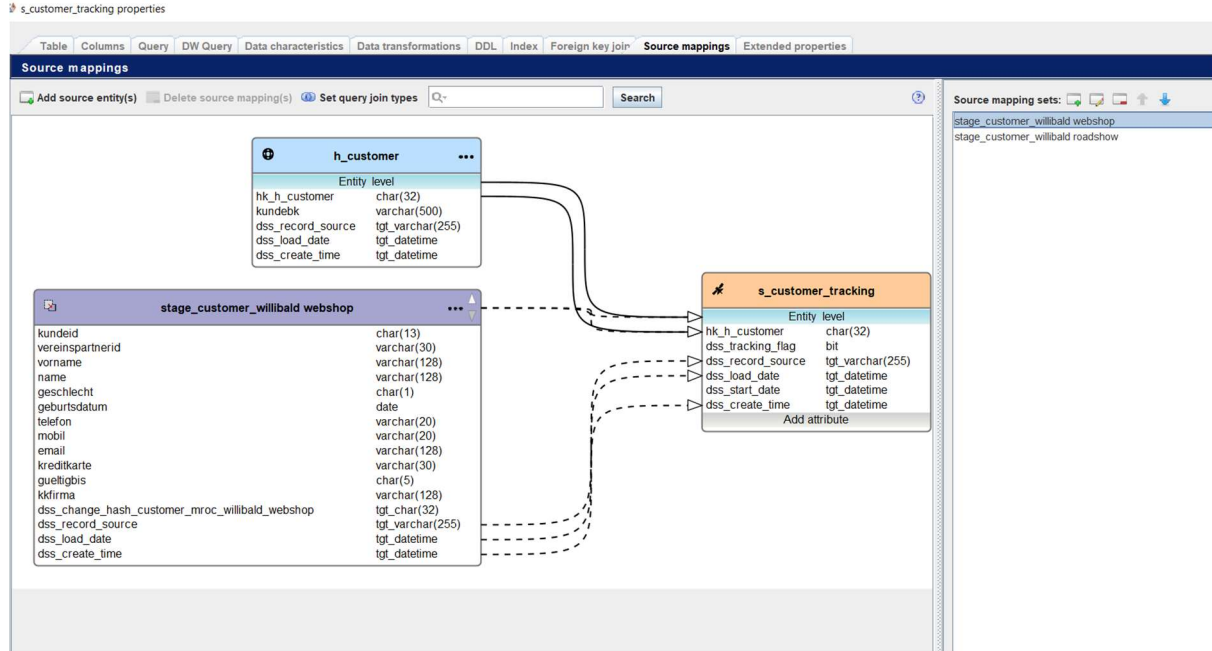 s_customer_tracking properties
Table Columns Query DW Query Data characteristics Data transformations DDL Index Foreign key join Source mappings Extended properties
Source mappings
Add source entity(s) Delete source mapping(s) Set query join types Search
Source mapping sets:
stage_customer_willibald webshop
stage_customer_willibald roadshow
h_customer
Entity level
hk_h_customer char(32)
kundebk varchar(500)
dss_record_source tgt_varchar(255)
dss_load_date tgt_datetime
dss_create_time tgt_datetime
stage_customer_willibald webshop
kundeid char(13)
vereinspartnerid varchar(30)
vorname varchar(128)
name varchar(128)
geschlecht char(1)
geburtsdatum date
telefon varchar(20)
mobil varchar(20)
email varchar(128)
kreditkarte varchar(30)
gueltigbis char(5)
kkfirma varchar(128)
dss_change_hash_customer_mroc_willibald_webshop tgt_char(32)
dss_record_source tgt_varchar(255)
dss_load_date tgt_datetime
dss_create_time tgt_datetime
s_customer_tracking
Entity level
hk_h_customer char(32)
dss_tracking_flag bit
dss_record_source tgt_varchar(255)
dss_load_date tgt_datetime
dss_start_date tgt_datetime
dss_create_time tgt_datetime
Add attribute